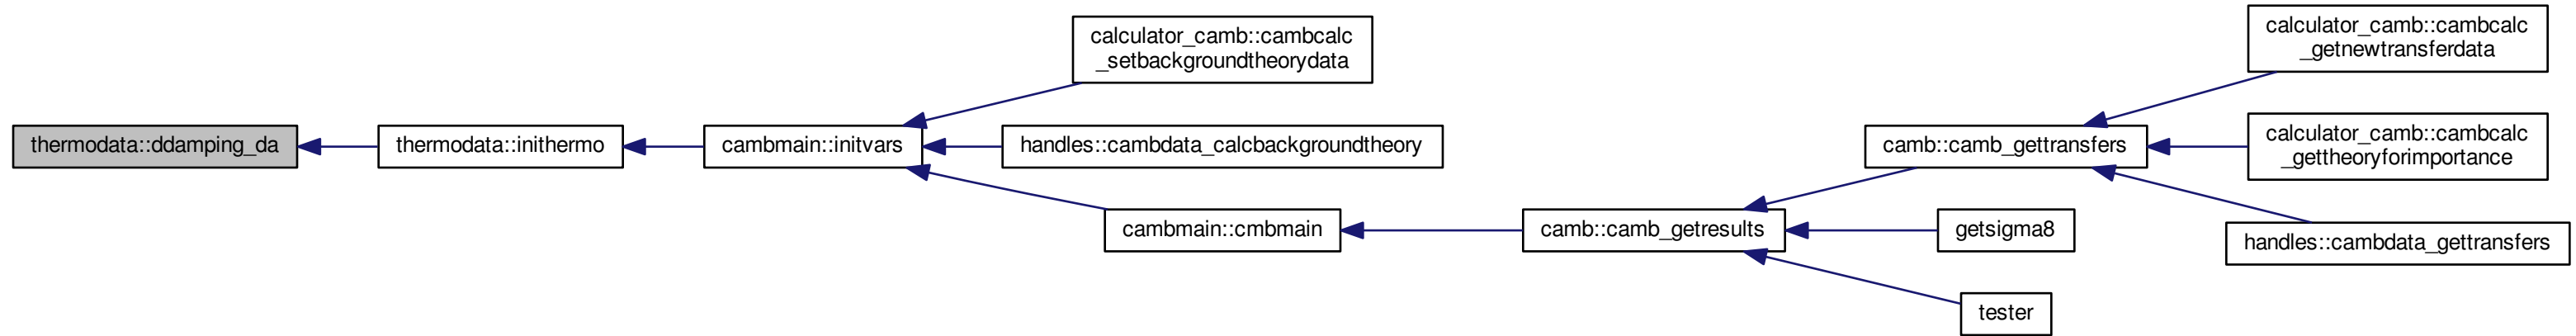 thermodata::ddamping_da
thermodata::inithermo
cambmain::initvars
calculator_camb::cambcalc
_setbackgroundtheorydata
handles::cambdata_calcbackgroundtheory
cambmain::cmbmain
camb::camb_getresults
camb::camb_gettransfers
getsigma8
tester
calculator_camb::cambcalc
_getnewtransferdata
calculator_camb::cambcalc
_gettheoryforimportance
handles::cambdata_gettransfers